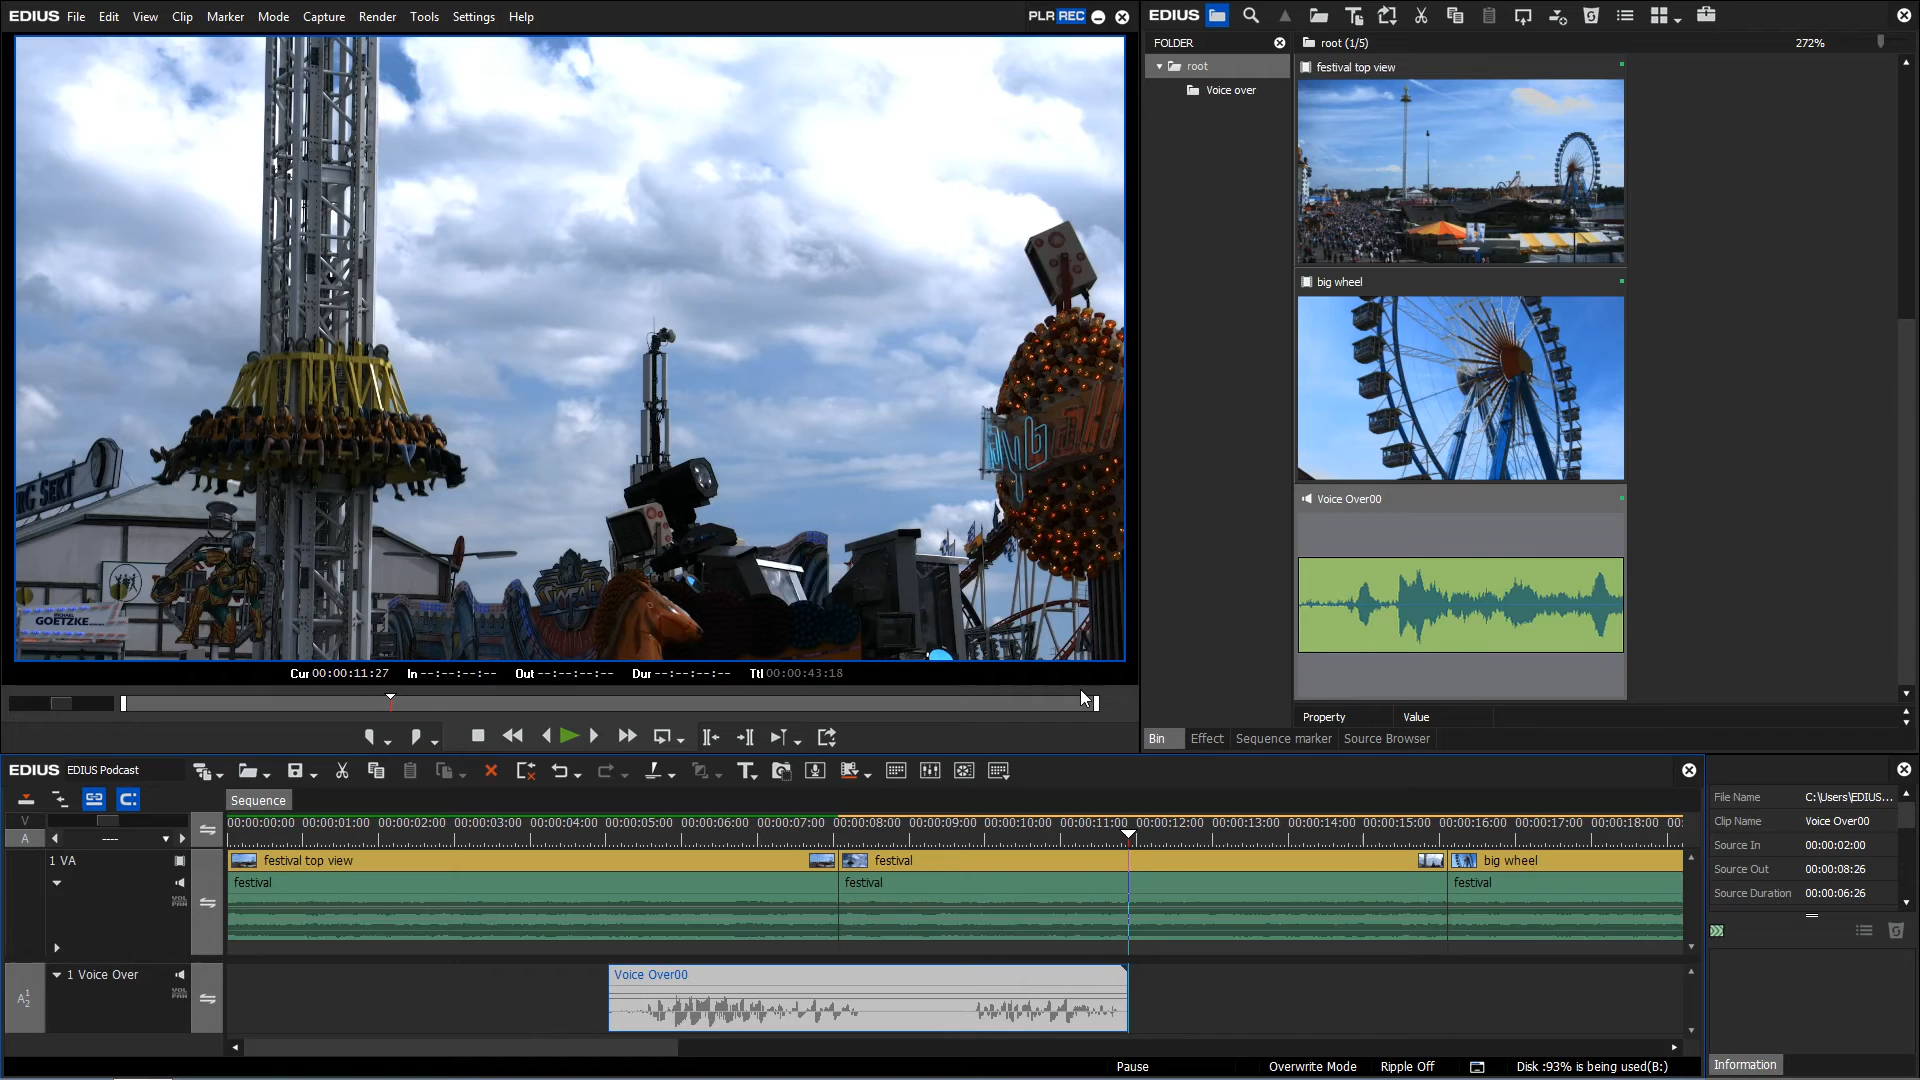 EDIUS File Edit View Clip Marker Mode Capture Render Tools Settings Help PLR REC
EDIUS
FOLDER
root
Voice over
root (1/5) 272%
festival top view
big wheel
Voice Over00
GOETZKE
SKYFALL
Cur 00:00:11:27 In --:--:--:-- Out --:--:--:-- Dur --:--:--:-- Ttl 00:00:43:18
Property Value
Bin Effect Sequence marker Source Browser
EDIUS EDIUS Podcast
Sequence
V
A ----
00:00:00:00 00:00:01:00 00:00:02:00 00:00:03:00 00:00:04:00 00:00:05:00 00:00:06:00 00:00:07:00 00:00:08:00 00:00:09:00 00:00:10:00 00:00:11:00 00:00:12:00 00:00:13:00 00:00:14:00 00:00:15:00 00:00:16:00 00:00:17:00 00:00:18:00 00:
1 VA
festival top view festival big wheel
festival festival festival
VOL
PAN
1 Voice Over
A 1 2
VOL
PAN
Voice Over00
File Name C:\Users\EDIUS...
Clip Name Voice Over00
Source In 00:00:02:00
Source Out 00:00:08:26
Source Duration 00:00:06:26
Information
Pause Overwrite Mode Ripple Off Disk :93% is being used(B:)